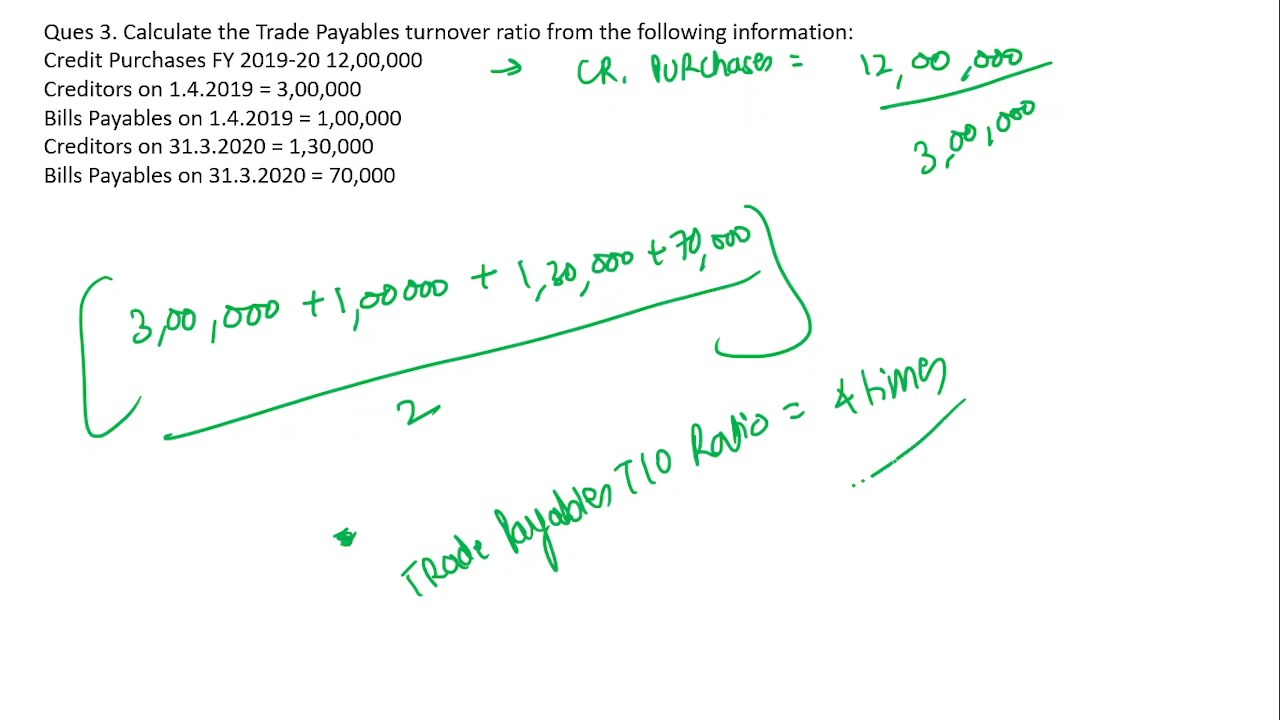 Ques 3. Calculate the Trade Payables turnover ratio from the following information:
Credit Purchases FY 2019-20 12,00,000
Creditors on 1.4.2019 = 3,00,000
Bills Payables on 1.4.2019 = 1,00,000
Creditors on 31.3.2020 = 1,30,000
Bills Payables on 31.3.2020 = 70,000
→ CR. PURchases = 12,00,000
3,00,000
3,00,000 + 1,00000 + 1,30,000 + 70,000
2
TRade Payables T/O Ratio = 4 times